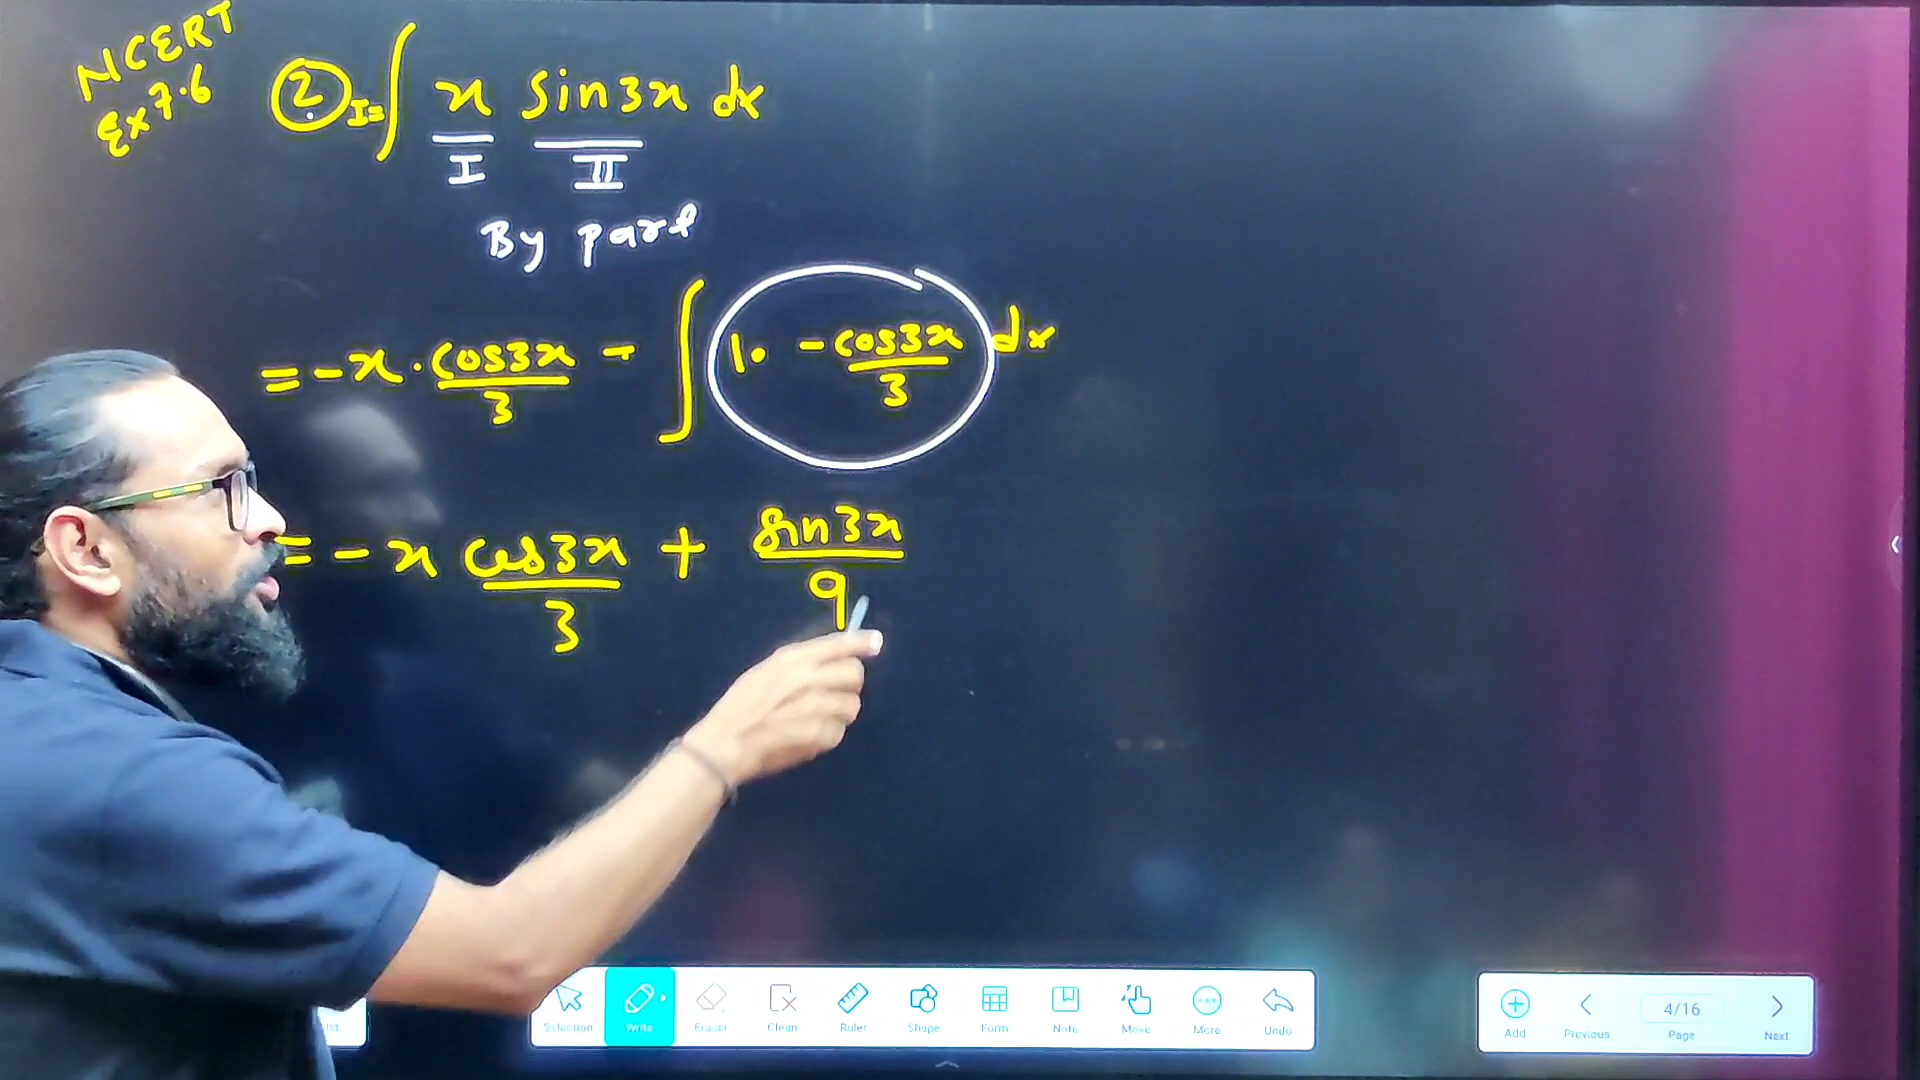 NCERT
Ex 7.6
② I = ∫ x sin3x dx
I II
By part
= -x · cos3x/3 - ∫ 1 · -cos3x/3 dx
= -x cos3x/3 + sin3x/9
Selection Write Eraser Clean Ruler Shape Form Note Move More Undo
Add Previous 4/16 Page Next